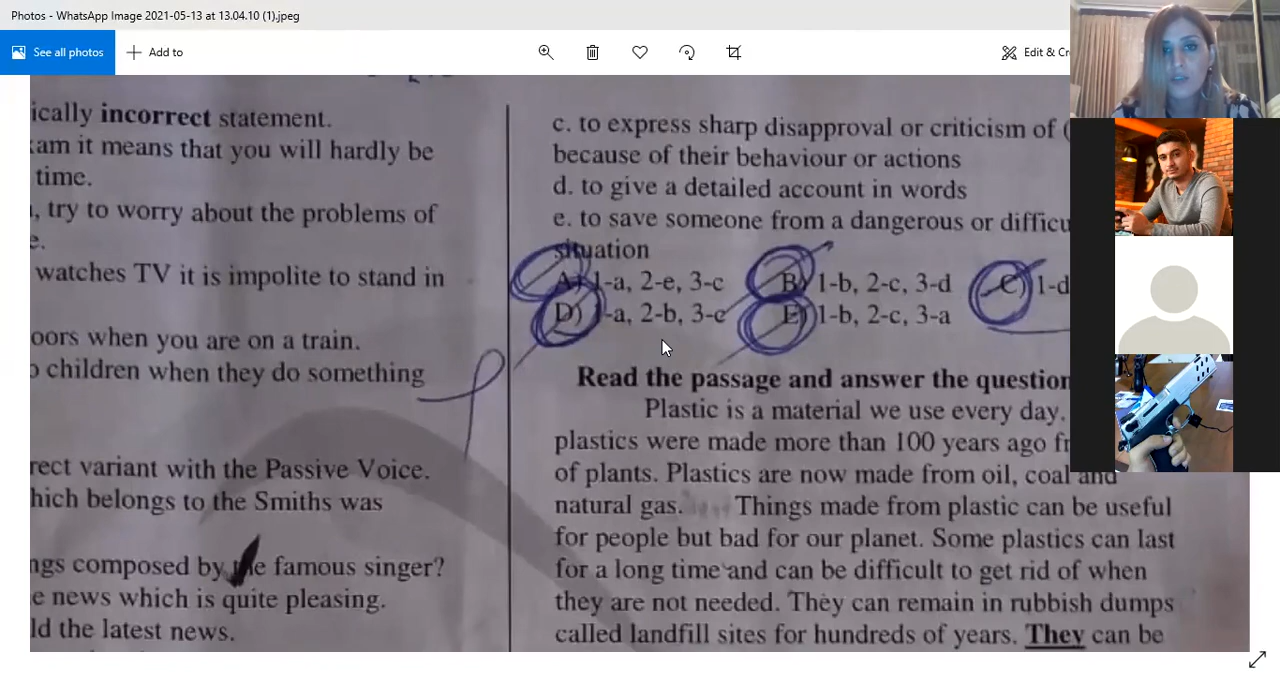 Photos - WhatsApp Image 2021-05-13 at 13.04.10 (1).jpeg
See all photos
Add to
Edit & Cr
ically incorrect statement.
am it means that you will hardly be
time.
, try to worry about the problems of
e.
watches TV it is impolite to stand in
oors when you are on a train.
o children when they do something
rect variant with the Passive Voice.
hich belongs to the Smiths was
ngs composed by the famous singer?
e news which is quite pleasing.
ld the latest news.
c. to express sharp disapproval or criticism of (
because of their behaviour or actions
d. to give a detailed account in words
e. to save someone from a dangerous or difficu
situation
A) 1-a, 2-e, 3-c B) 1-b, 2-c, 3-d C) 1-d
D) 1-a, 2-b, 3-c E) 1-b, 2-c, 3-a
Read the passage and answer the question
Plastic is a material we use every day.
plastics were made more than 100 years ago fr
of plants. Plastics are now made from oil, coal and
natural gas. Things made from plastic can be useful
for people but bad for our planet. Some plastics can last
for a long time and can be difficult to get rid of when
they are not needed. They can remain in rubbish dumps
called landfill sites for hundreds of years. They can be